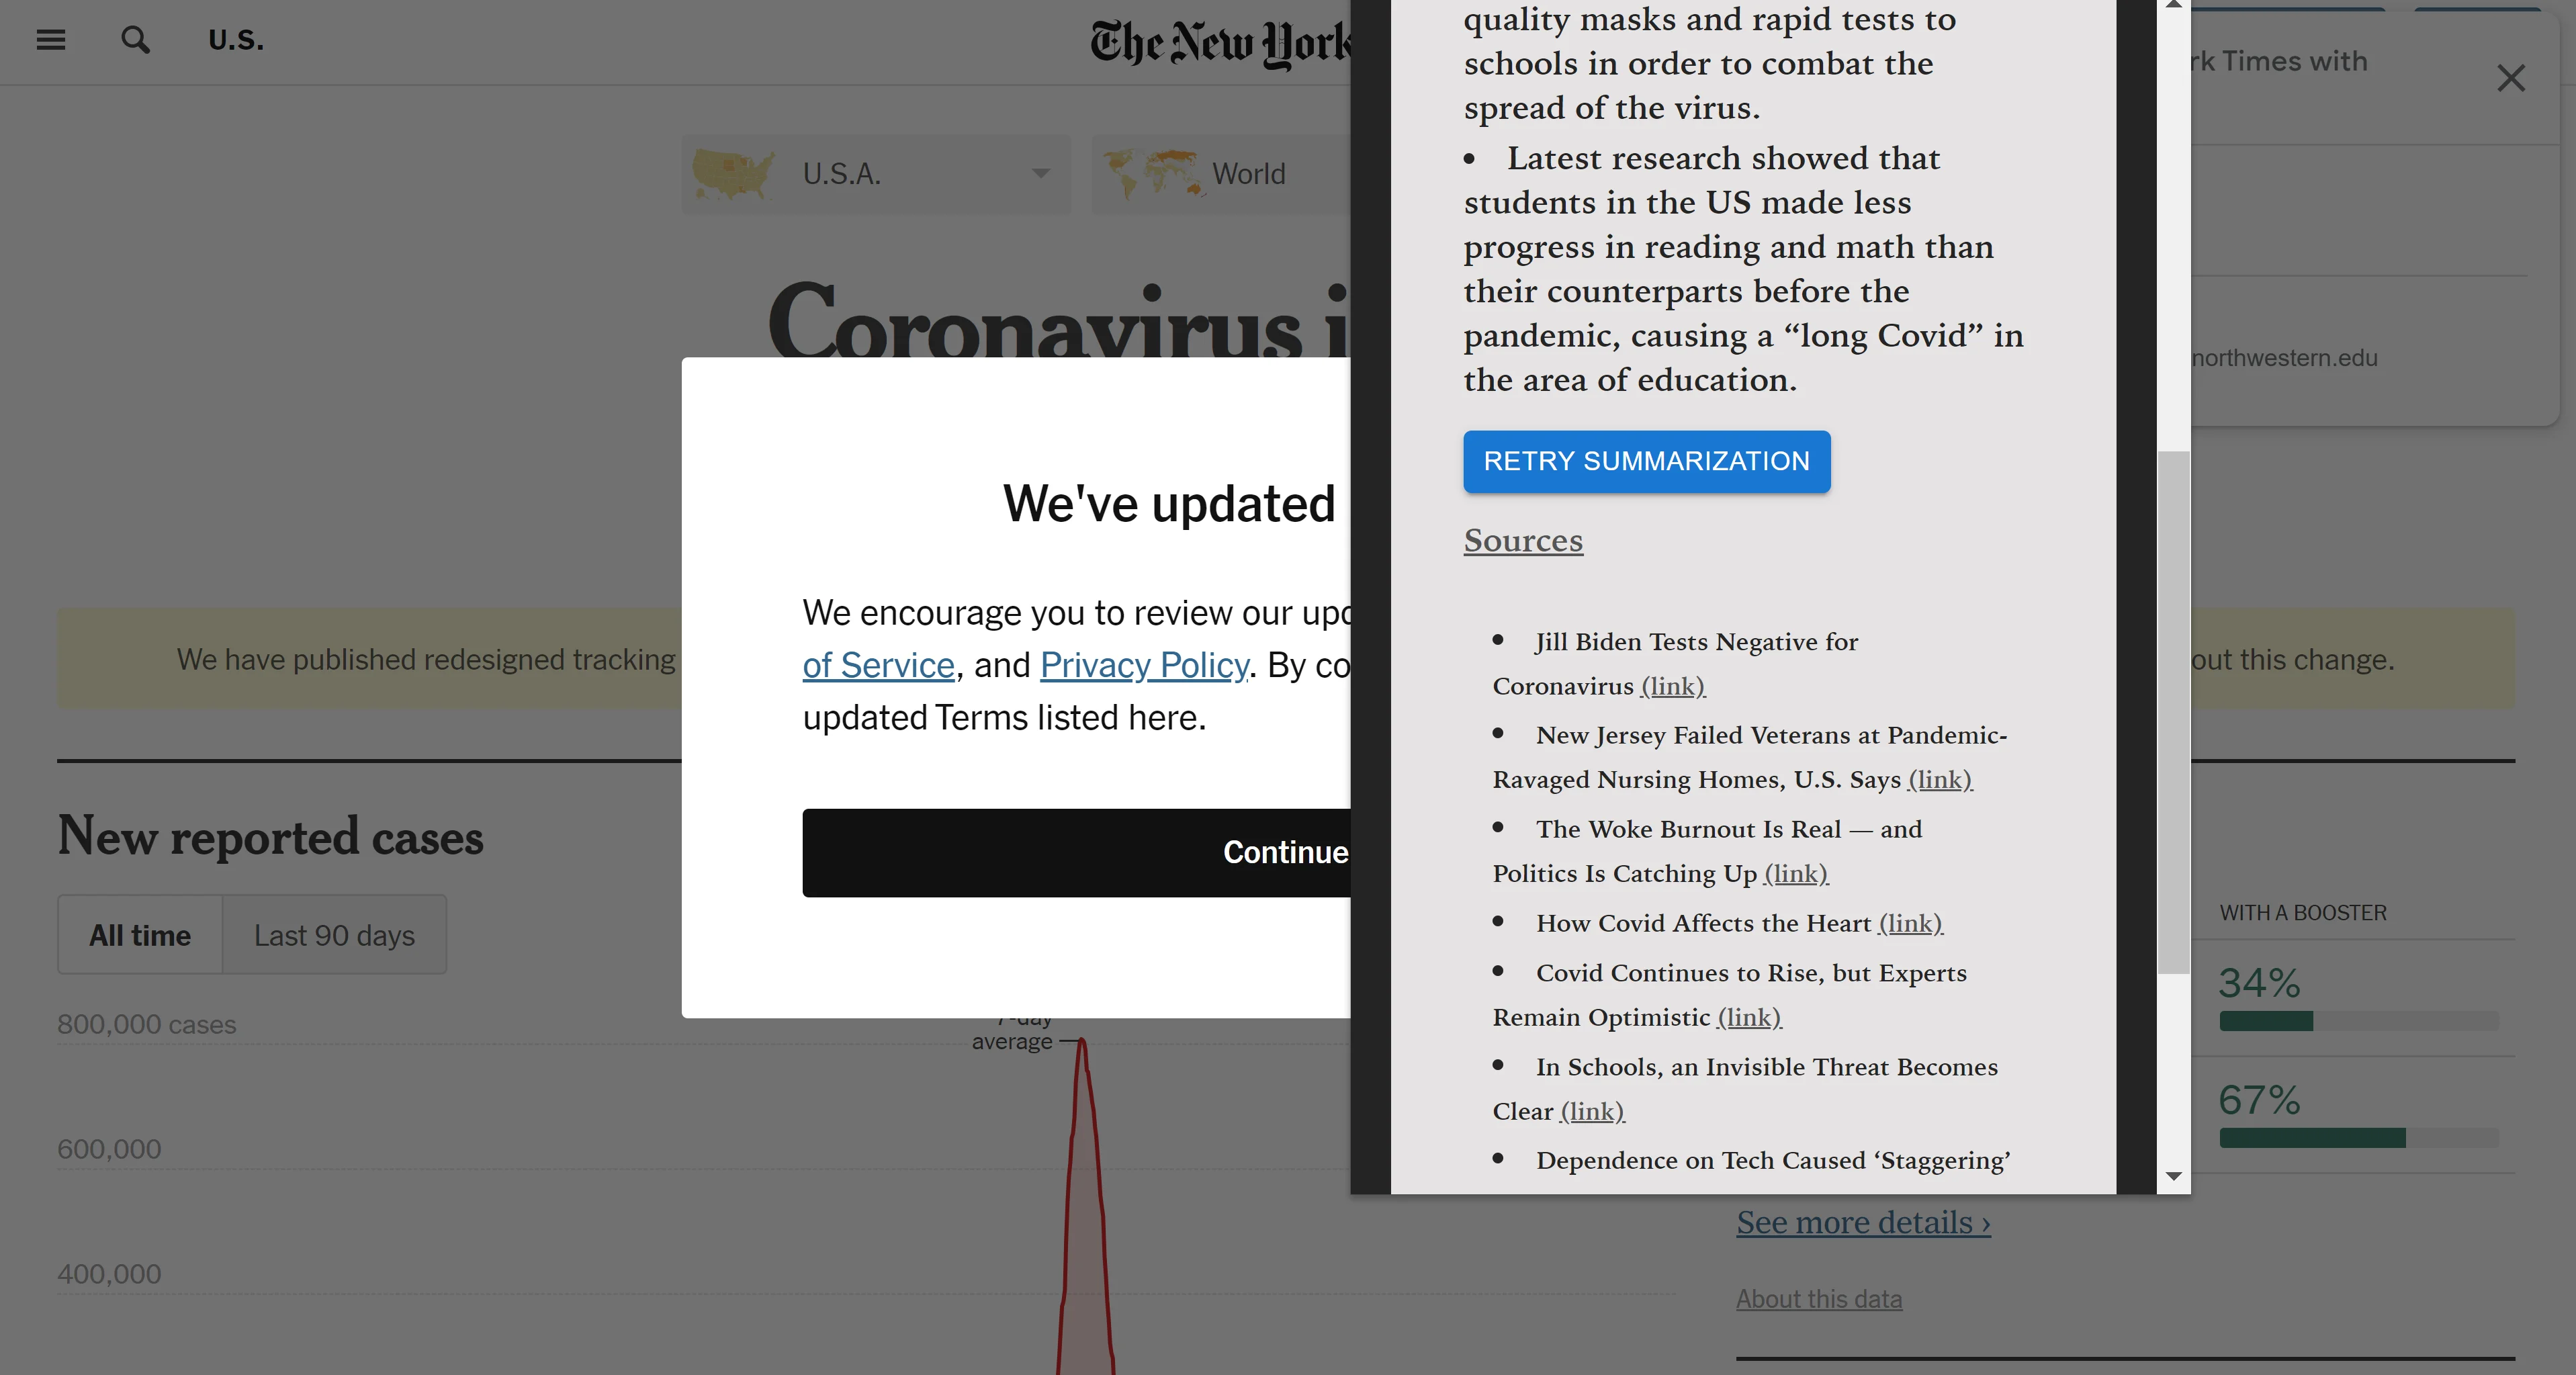 U.S.
The New York
rk Times with
U.S.A.
World
northwestern.edu
Coronavirus i
We've updated
We encourage you to review our upd
of Service, and Privacy Policy. By co
updated Terms listed here.
Continue
We have published redesigned tracking
out this change.
New reported cases
All time
Last 90 days
800,000 cases
600,000
400,000
7-day
average
quality masks and rapid tests to
schools in order to combat the
spread of the virus.
• Latest research showed that
students in the US made less
progress in reading and math than
their counterparts before the
pandemic, causing a “long Covid” in
the area of education.
RETRY SUMMARIZATION
Sources
• Jill Biden Tests Negative for
Coronavirus (link)
• New Jersey Failed Veterans at Pandemic-
Ravaged Nursing Homes, U.S. Says (link)
• The Woke Burnout Is Real — and
Politics Is Catching Up (link)
• How Covid Affects the Heart (link)
• Covid Continues to Rise, but Experts
Remain Optimistic (link)
• In Schools, an Invisible Threat Becomes
Clear (link)
• Dependence on Tech Caused ‘Staggering’
WITH A BOOSTER
34%
67%
See more details ›
About this data